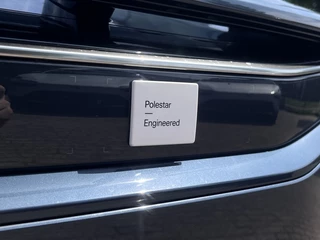 Polestar
—
Engineered